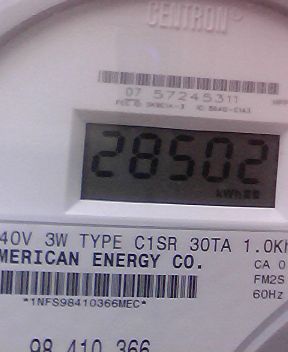 CENTRON®
07 57245311
28502
kWh
40V 3W TYPE C1SR 30TA 1.0Kh
MERICAN ENERGY CO.
CA 0
FM2S
*1NFS98410366MEC*
60Hz
98 410 366